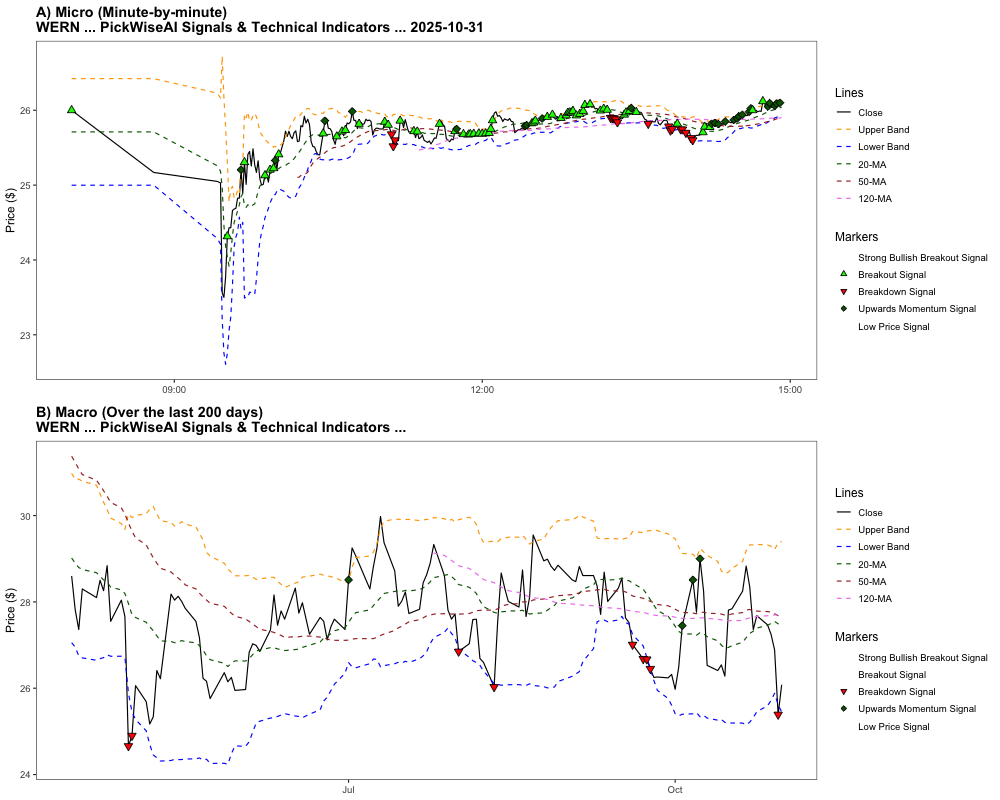 A) Micro (Minute-by-minute)
WERN ... PickWiseAI Signals & Technical Indicators ... 2025-10-31
Price ($)
26
25
24
23
09:00
12:00
15:00
Lines
Close
Upper Band
Lower Band
20-MA
50-MA
120-MA
Markers
Strong Bullish Breakout Signal
Breakout Signal
Breakdown Signal
Upwards Momentum Signal
Low Price Signal
B) Macro (Over the last 200 days)
WERN ... PickWiseAI Signals & Technical Indicators ...
Price ($)
30
28
26
24
Jul
Oct
Lines
Close
Upper Band
Lower Band
20-MA
50-MA
120-MA
Markers
Strong Bullish Breakout Signal
Breakout Signal
Breakdown Signal
Upwards Momentum Signal
Low Price Signal